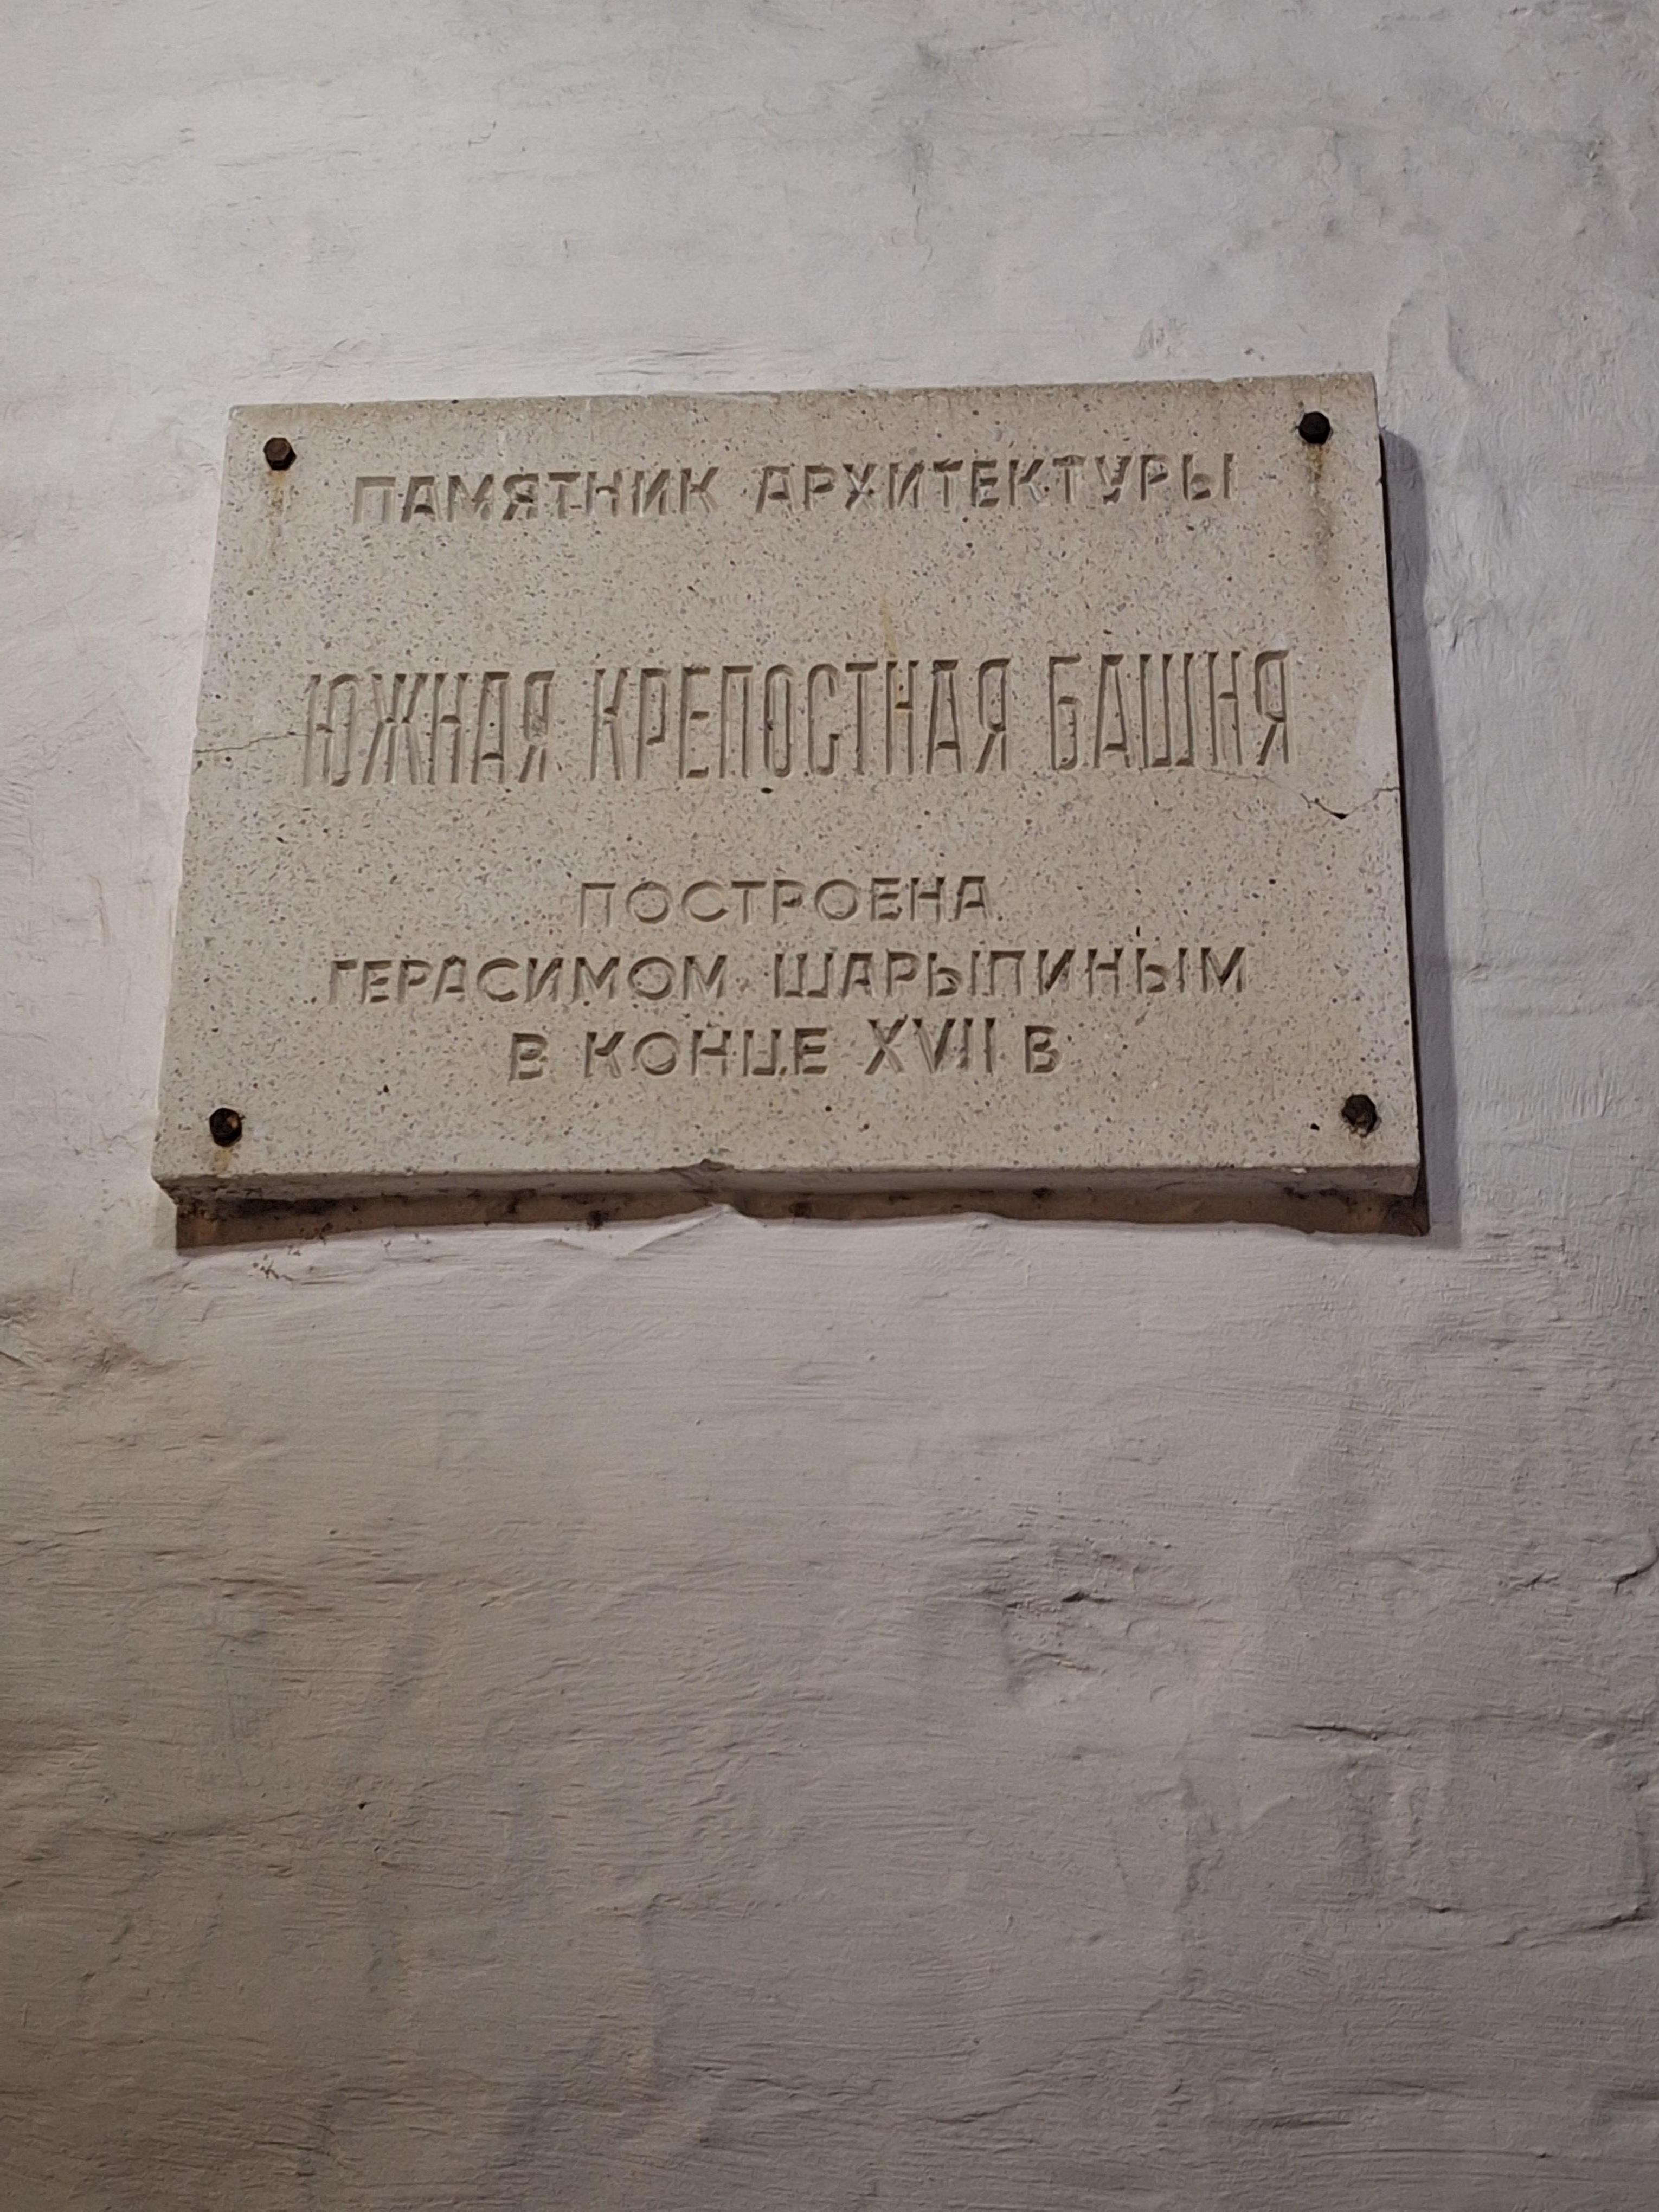 ПАМЯТНИК АРХИТЕКТУРЫ
ЮЖНАЯ КРЕПОСТНАЯ БАШНЯ
ПОСТРОЕНА
ГЕРАСИМОМ ШАРЫПИНЫМ
В КОНЦЕ XVII В